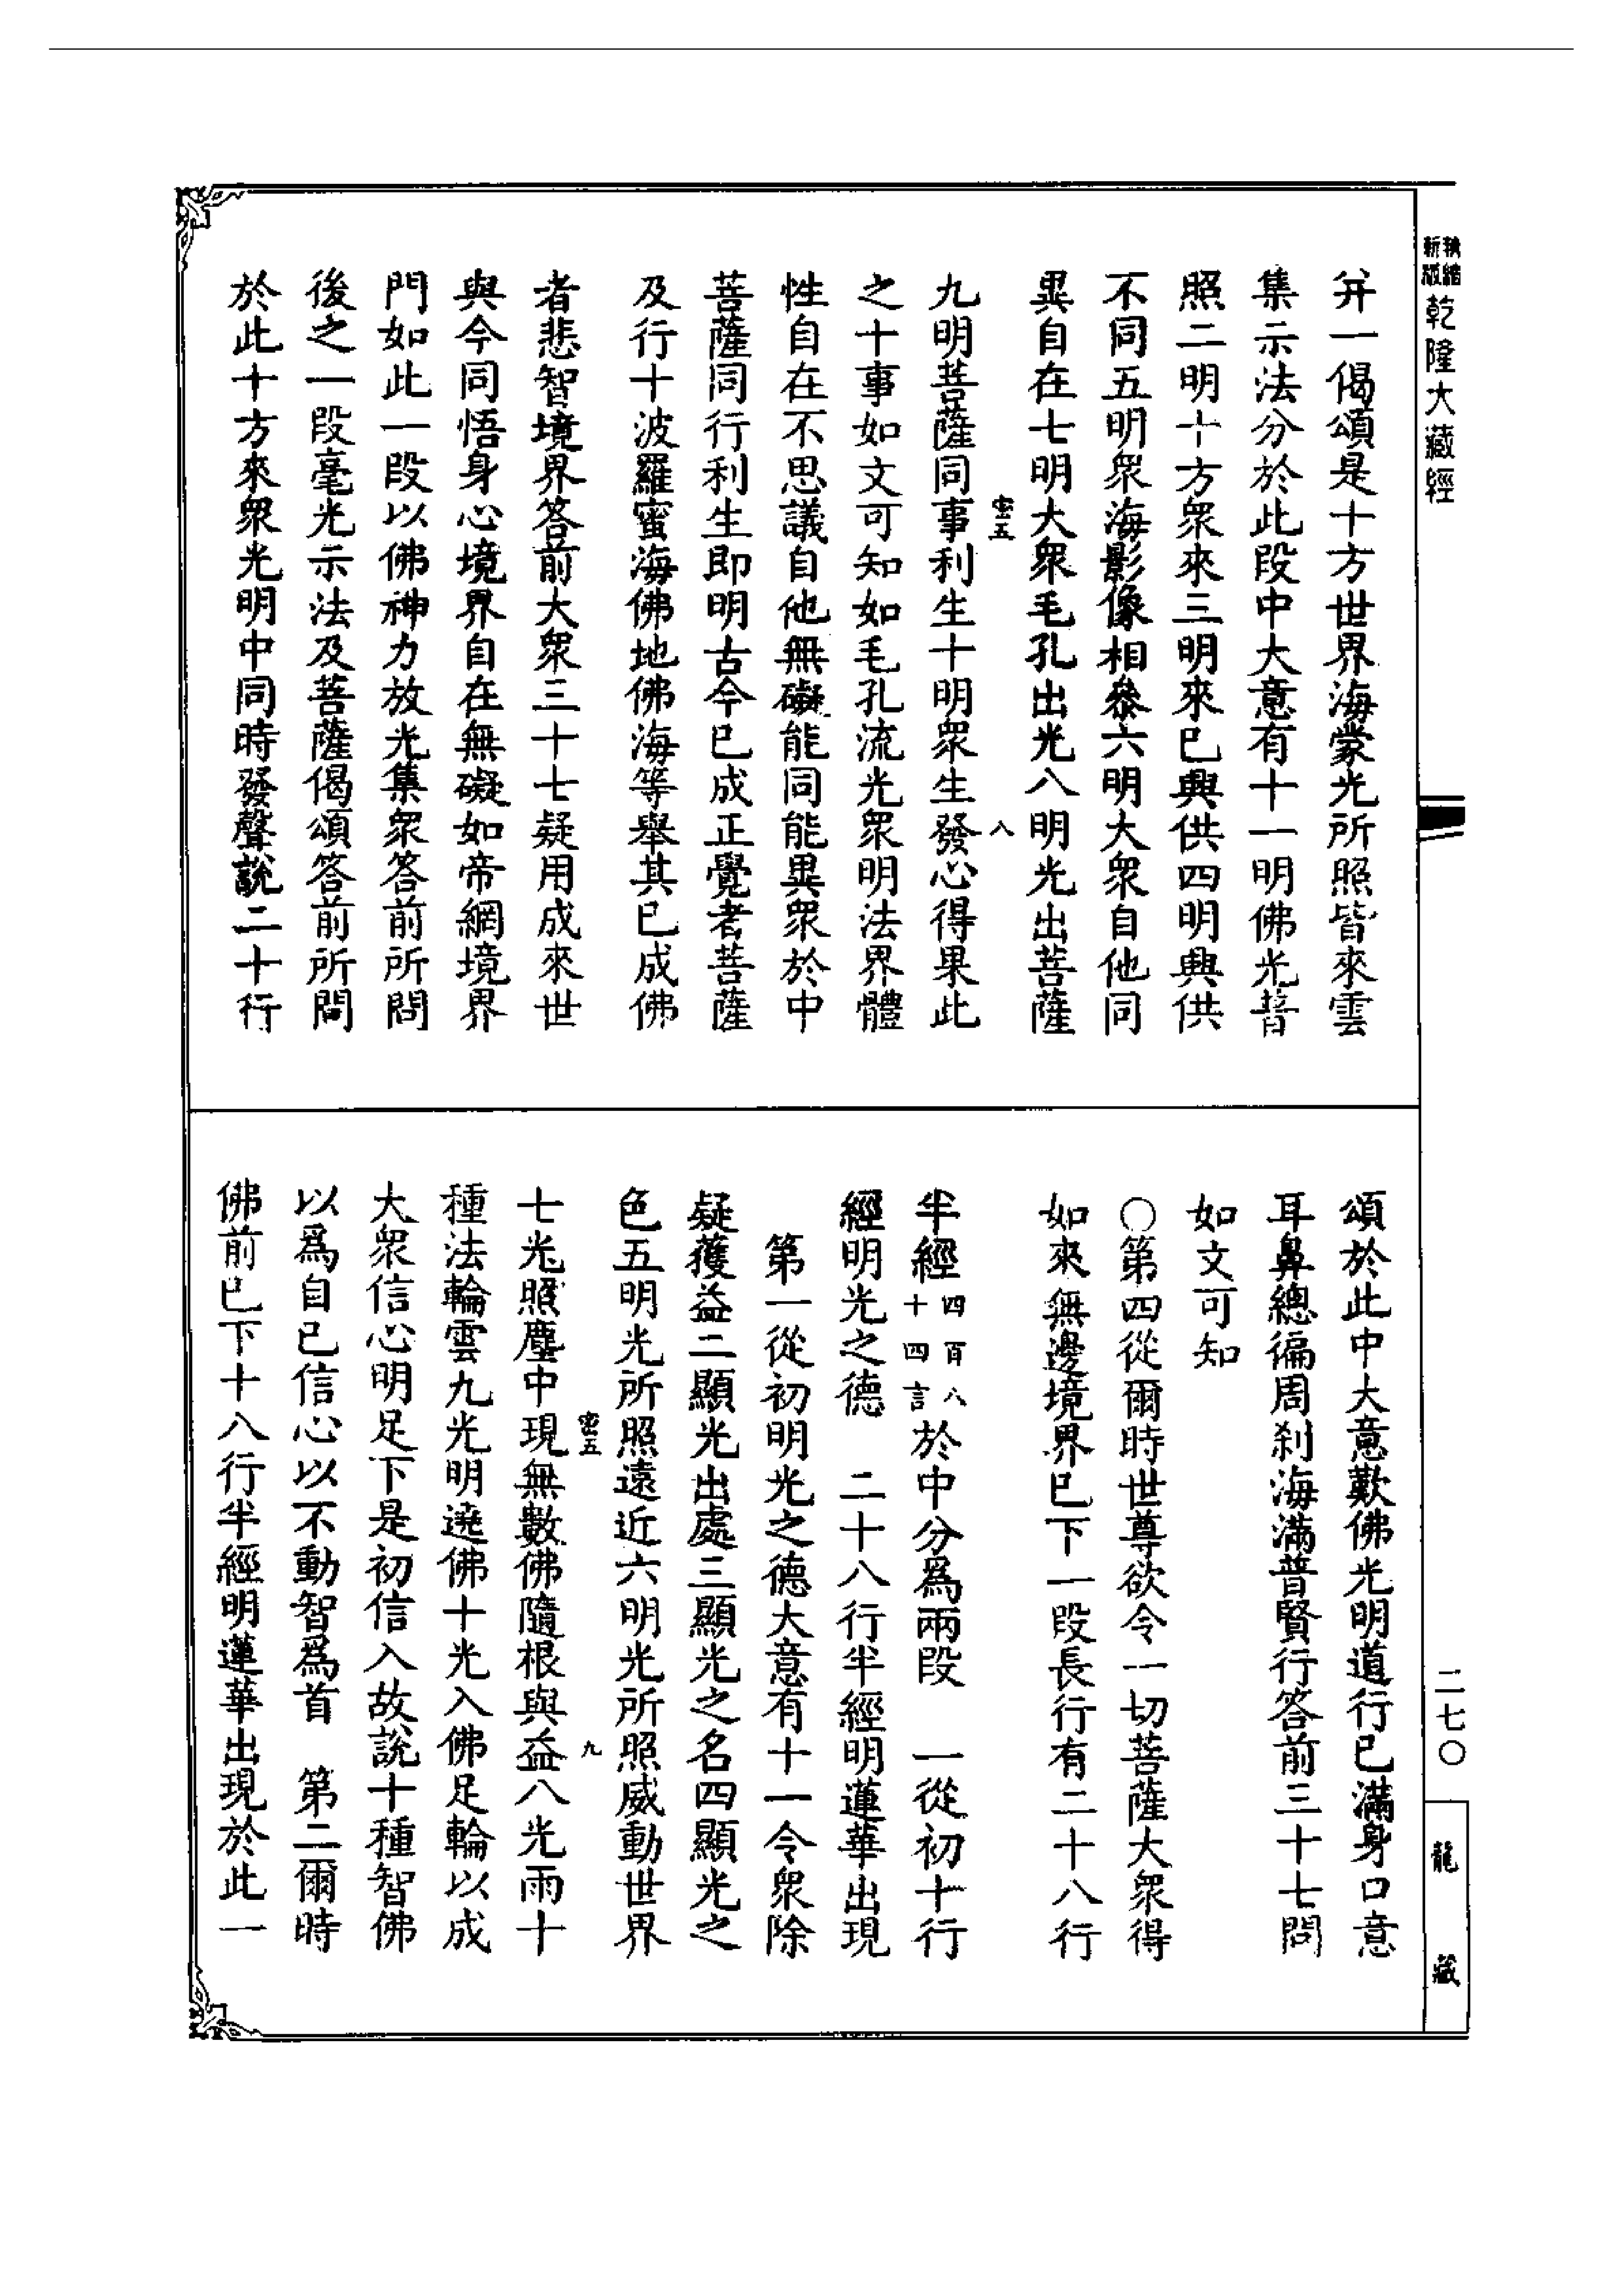 新編縮版乾隆大藏經
并一偈頌是十方世界海蒙光所照皆來雲
集示法分於此段中大意有十一明佛光普
照二明十方衆來三明來已興供四明興供
不同五明衆海影像相參六明大衆自他同
異自在七明大衆毛孔出光八明光出菩薩
密五 八
九明菩薩同事利生十明衆生發心得果此
之十事如文可知如毛孔流光衆明法界體
性自在不思議自他無礙能同能異衆於中
菩薩同行利生即明古今已成正覺者菩薩
及行十波羅蜜海佛地佛海等舉其已成佛
者悲智境界答前大衆三十七疑用成來世
與今同悟身心境界自在無礙如帝網境界
門如此一段以佛神力放光集衆答前所問
後之一段毫光示法及菩薩偈頌答前所問
於此十方來衆光明中同時發聲說二十行
頌於此中大意歎佛光明道行已滿身口意
耳鼻總徧周刹海滿普賢行答前三十七問
如文可知
○第四從爾時世尊欲令一切菩薩大衆得
如來無邊境界已下一段長行有二十八行
半經四百八十四言於中分爲兩段 一從初十行
經明光之德 二十八行半經明蓮華出現
第一從初明光之德大意有十一令衆除
疑獲益二顯光出處三顯光之名四顯光之
色五明光所照遠近六明光所照威動世界
密五 九
七光照塵中現無數佛隨根與益八光雨十
種法輪雲九光明遶佛十光入佛足輪以成
大衆信心明足下是初信入故說十種智佛
以爲自已信心以不動智爲首 第二爾時
佛前已下十八行半經明蓮華出現於此一
二七〇
龍藏